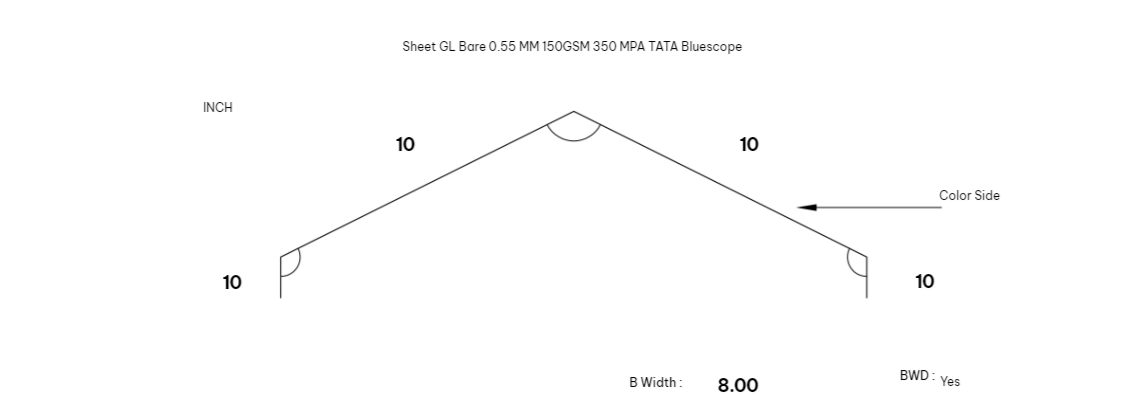 Sheet GL Bare 0.55 MM 150GSM 350 MPA TATA Bluescope
INCH
10
10
Color Side
10
10
B Width : 8.00
BWD : Yes